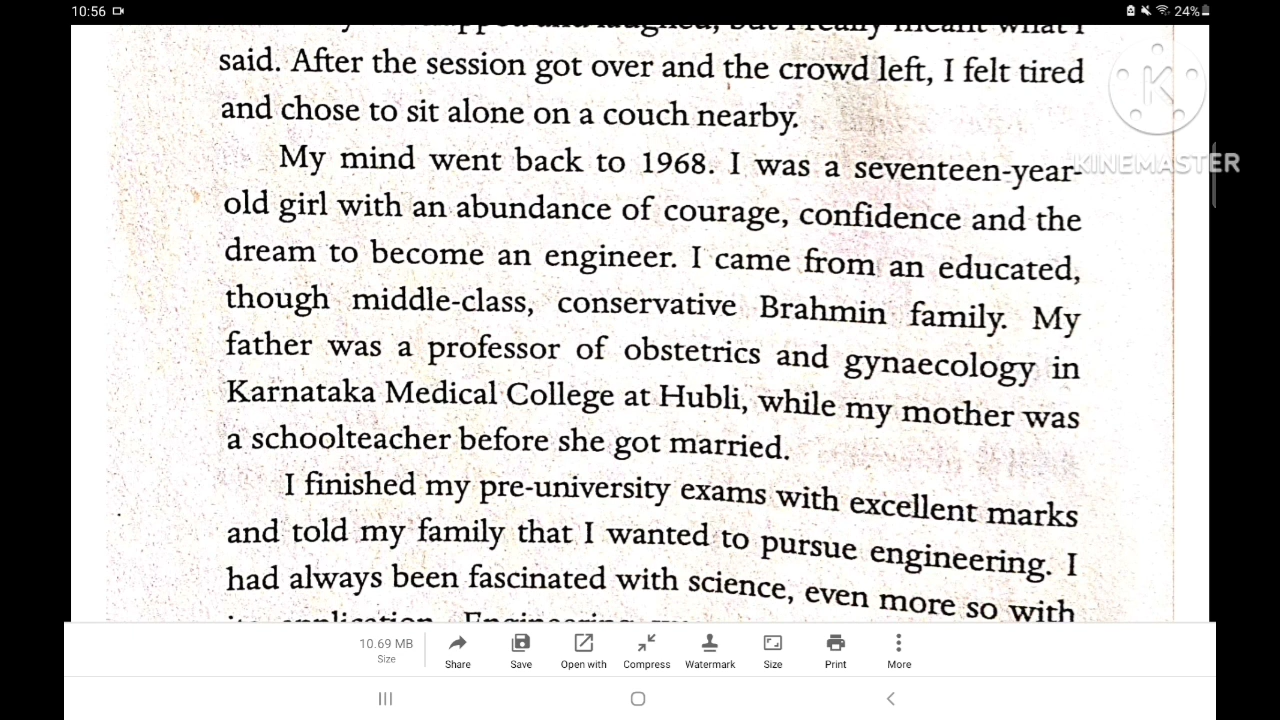 10:56
24%
but I really meant what I
said. After the session got over and the crowd left, I felt tired
and chose to sit alone on a couch nearby.
KINEMASTER
My mind went back to 1968. I was a seventeen-year-
old girl with an abundance of courage, confidence and the
dream to become an engineer. I came from an educated,
though middle-class, conservative Brahmin family. My
father was a professor of obstetrics and gynaecology in
Karnataka Medical College at Hubli, while my mother was
a schoolteacher before she got married.
I finished my pre-university exams with excellent marks
and told my family that I wanted to pursue engineering. I
had always been fascinated with science, even more so with
application. Engineering
10.69 MB
Size
Share
Save
Open with
Compress
Watermark
Size
Print
More